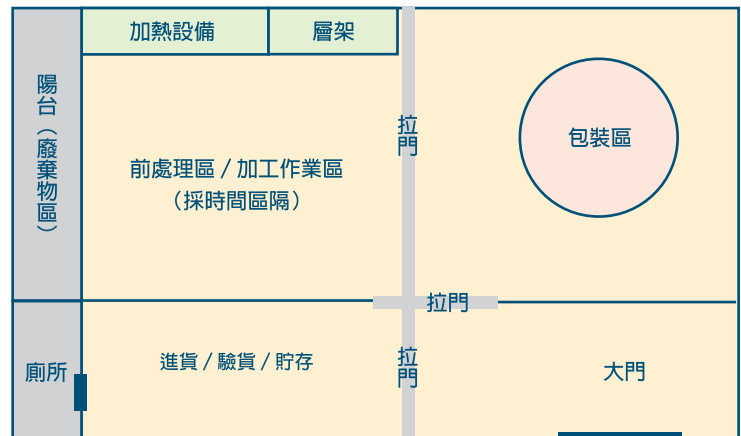 加熱設備
層架
陽台（廢棄物區）
拉門
包裝區
前處理區/加工作業區
（採時間區隔）
拉門
廁所
進貨/驗貨/貯存
拉門
大門